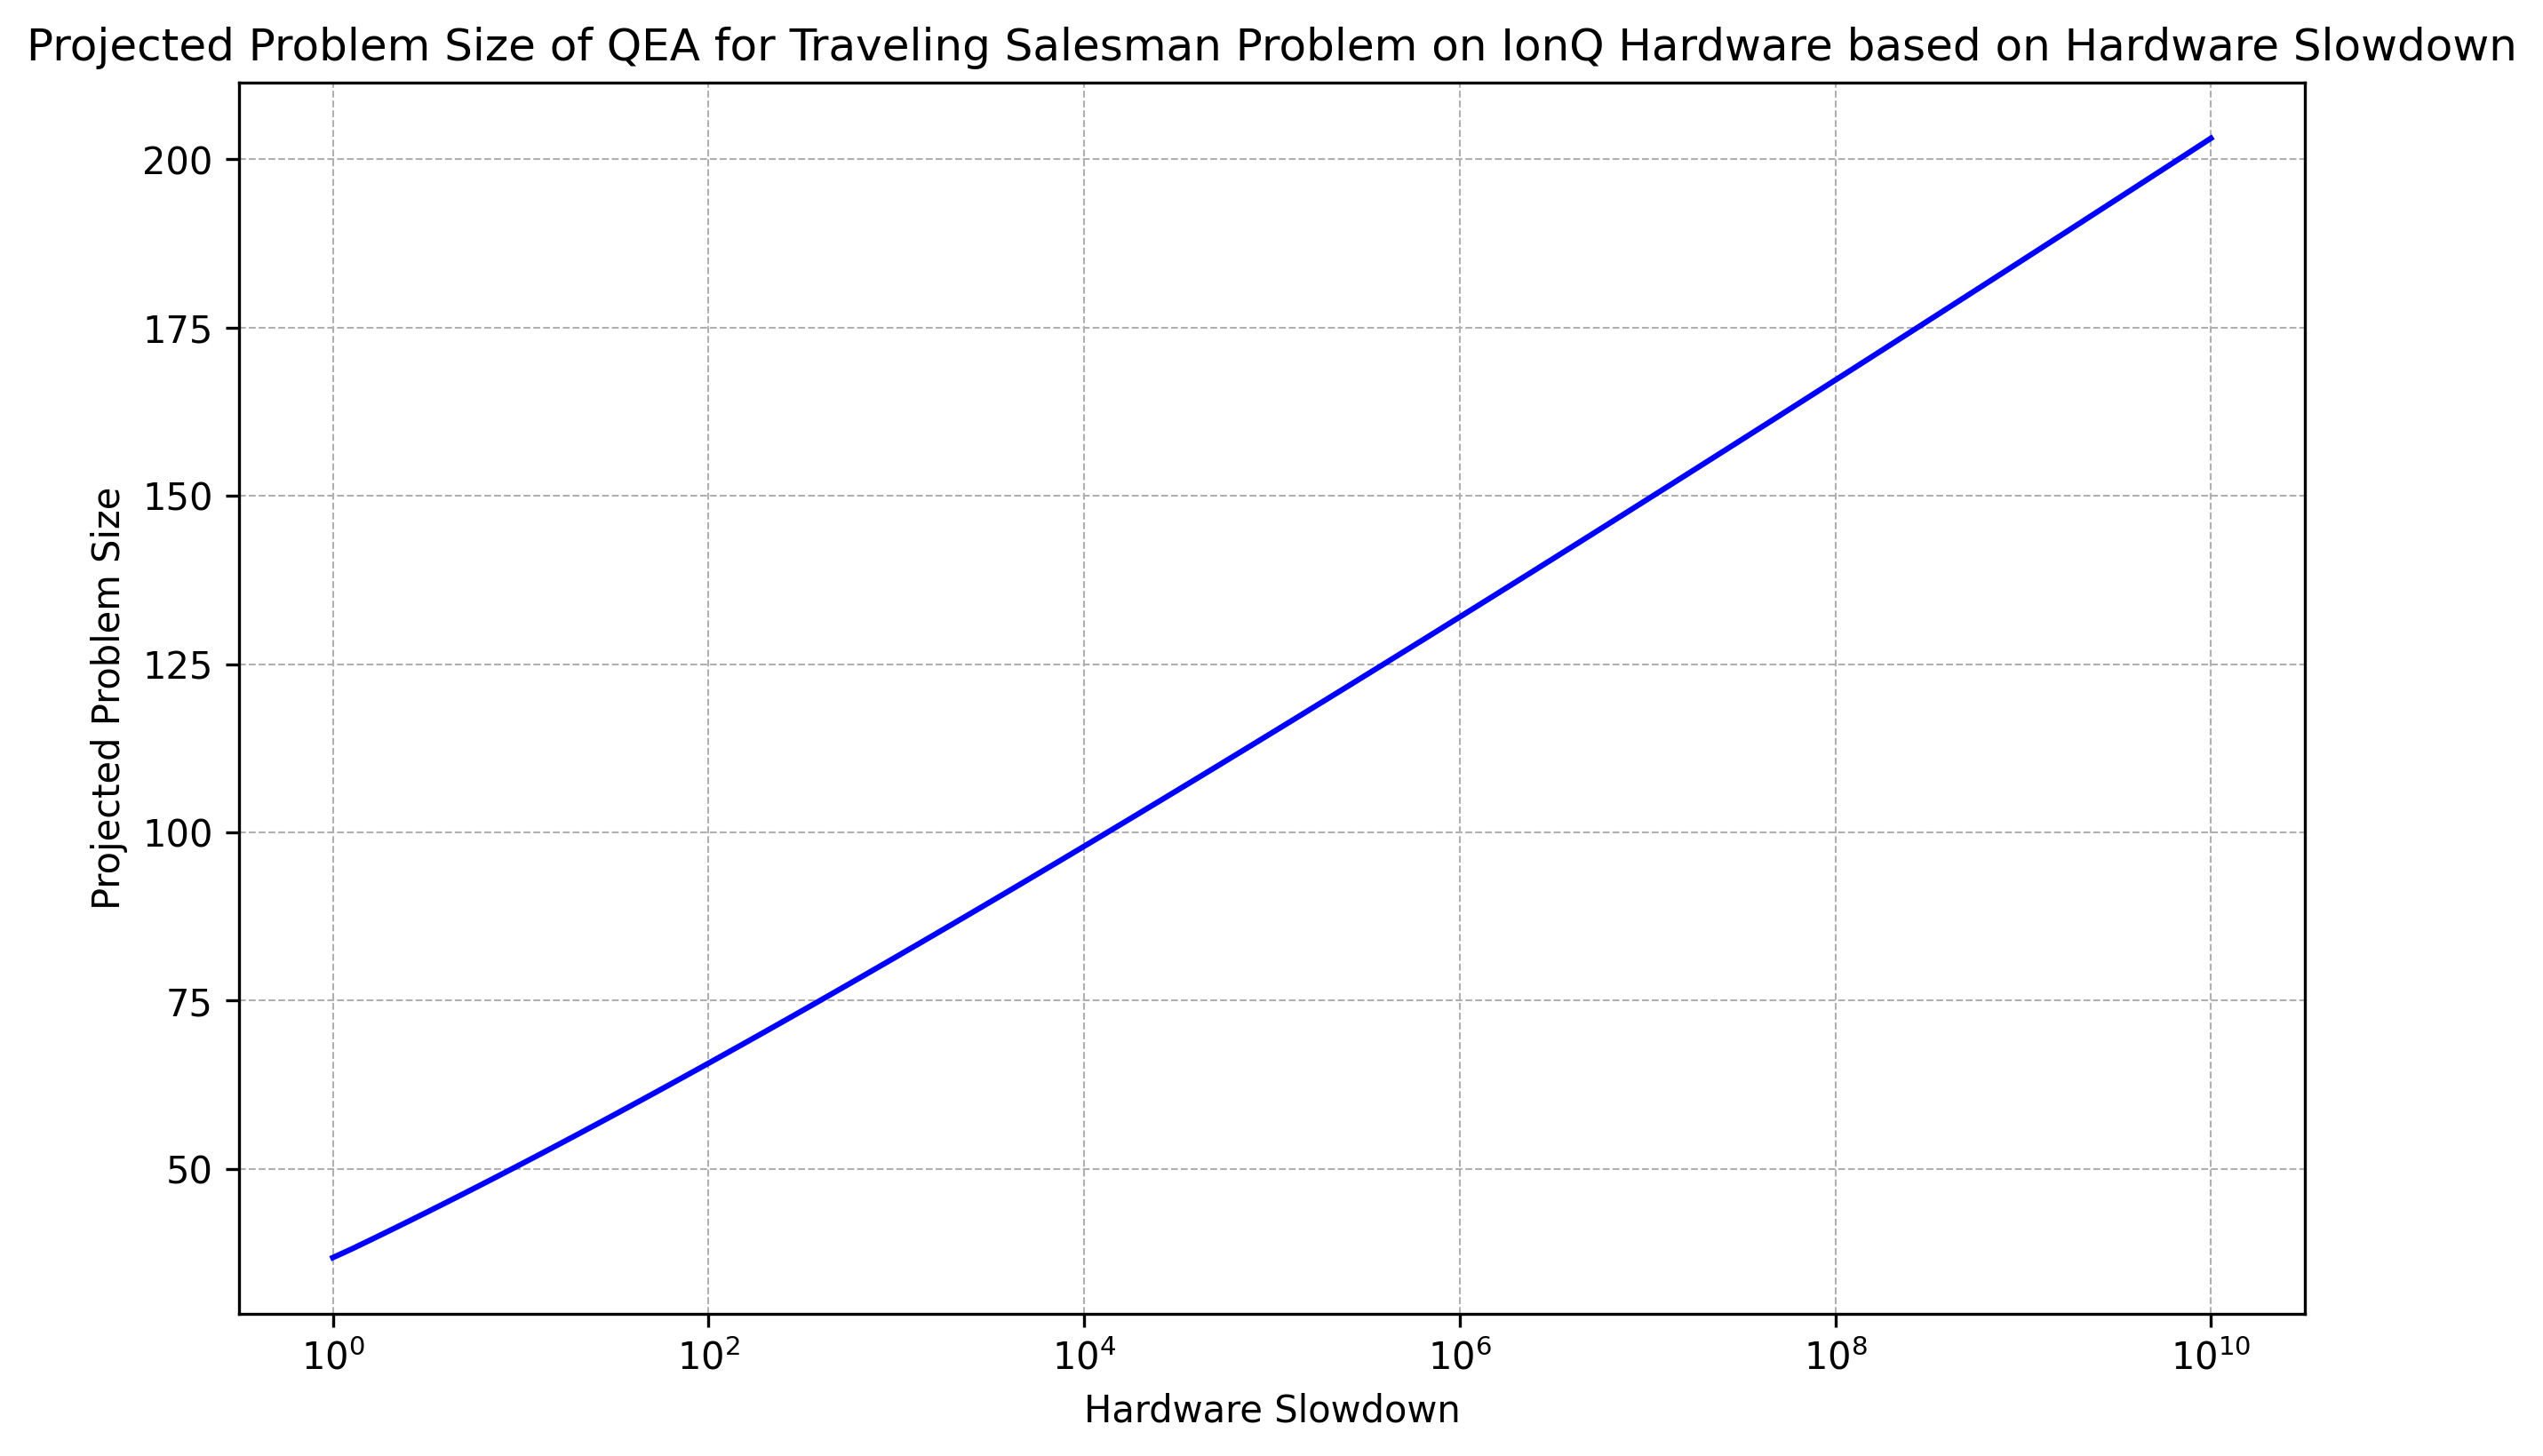 Projected Problem Size of QEA for Traveling Salesman Problem on IonQ Hardware based on Hardware Slowdown
Projected Problem Size
200
175
150
125
100
75
50
10⁰ 10² 10⁴ 10⁶ 10⁸ 10¹⁰
Hardware Slowdown